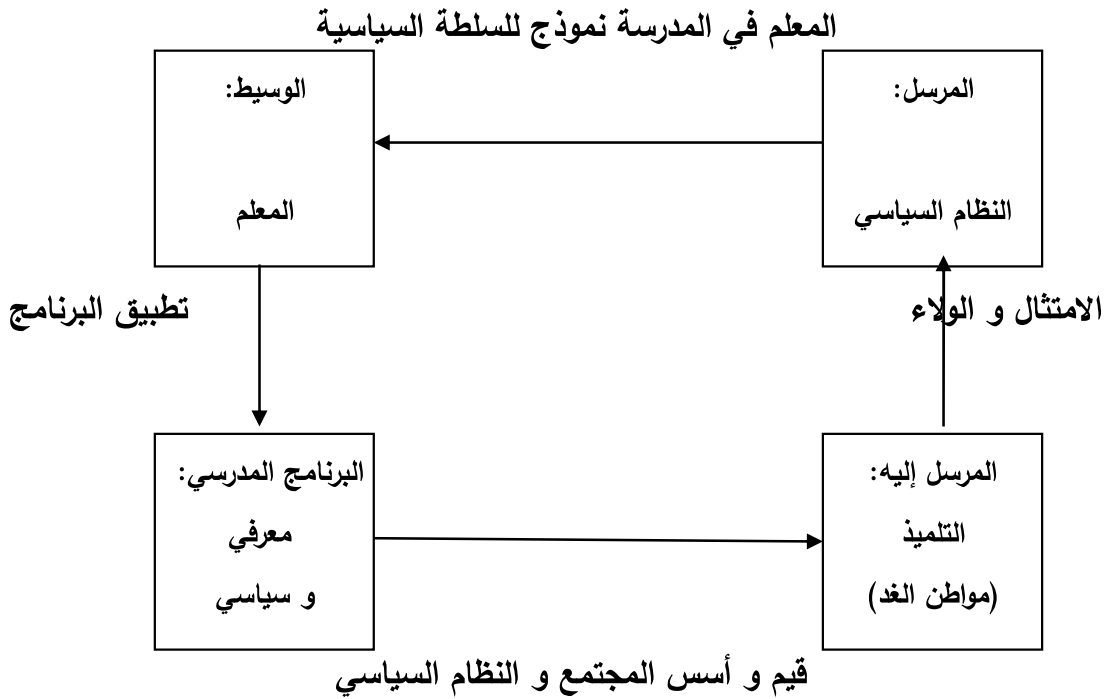 المعلم في المدرسة نموذج للسلطة السياسية
المرسل:
النظام السياسي
الوسيط:
المعلم
الامتثال و الولاء
تطبيق البرنامج
المرسل إليه:
التلميذ
(مواطن الغد)
البرنامج المدرسي:
معرفي
و سياسي
قيم و أسس المجتمع و النظام السياسي